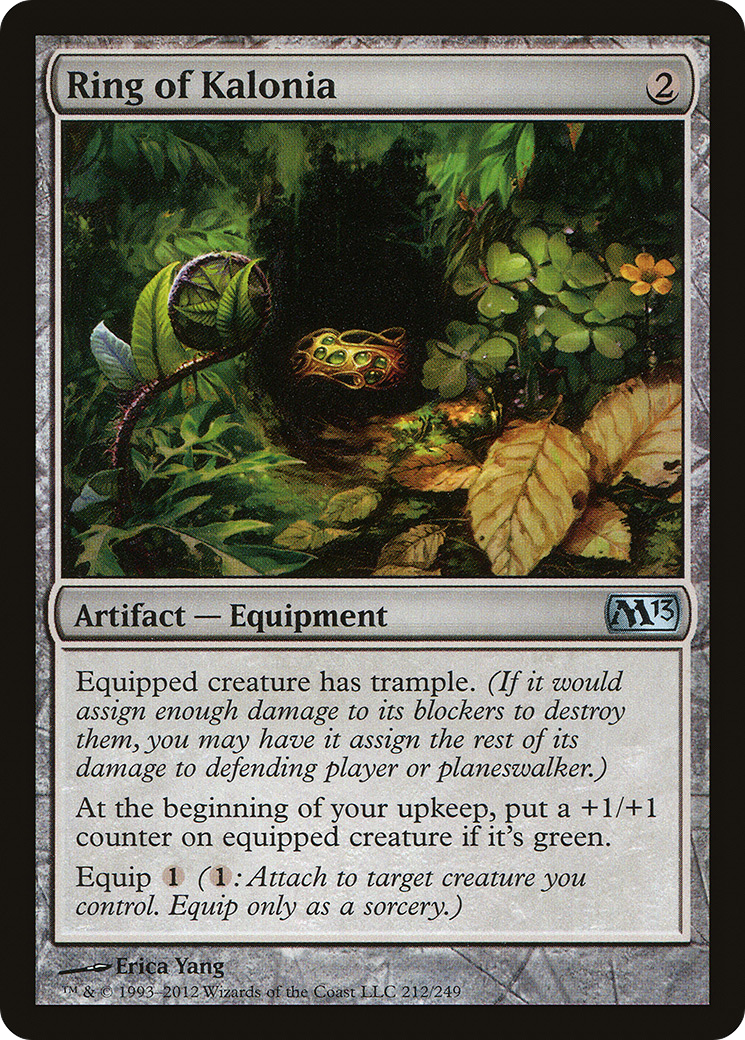 Ring of Kalonia 2
Artifact — Equipment M13
Equipped creature has trample. (If it would
assign enough damage to its blockers to destroy
them, you may have it assign the rest of its
damage to defending player or planeswalker.)
At the beginning of your upkeep, put a +1/+1
counter on equipped creature if it's green.
Equip 1 (1: Attach to target creature you
control. Equip only as a sorcery.)
Erica Yang
™ & © 1993–2012 Wizards of the Coast LLC 212/249